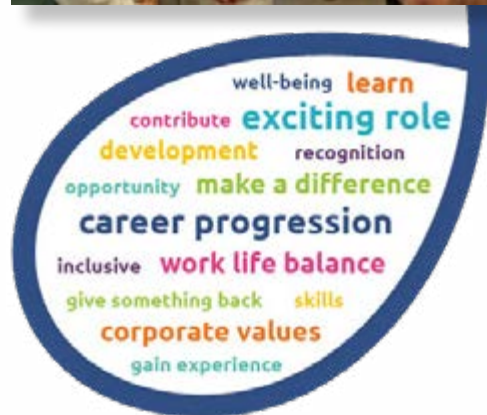 well-being learn
contribute exciting role
development recognition
opportunity make a difference
career progression
inclusive work life balance
give something back skills
corporate values
gain experience